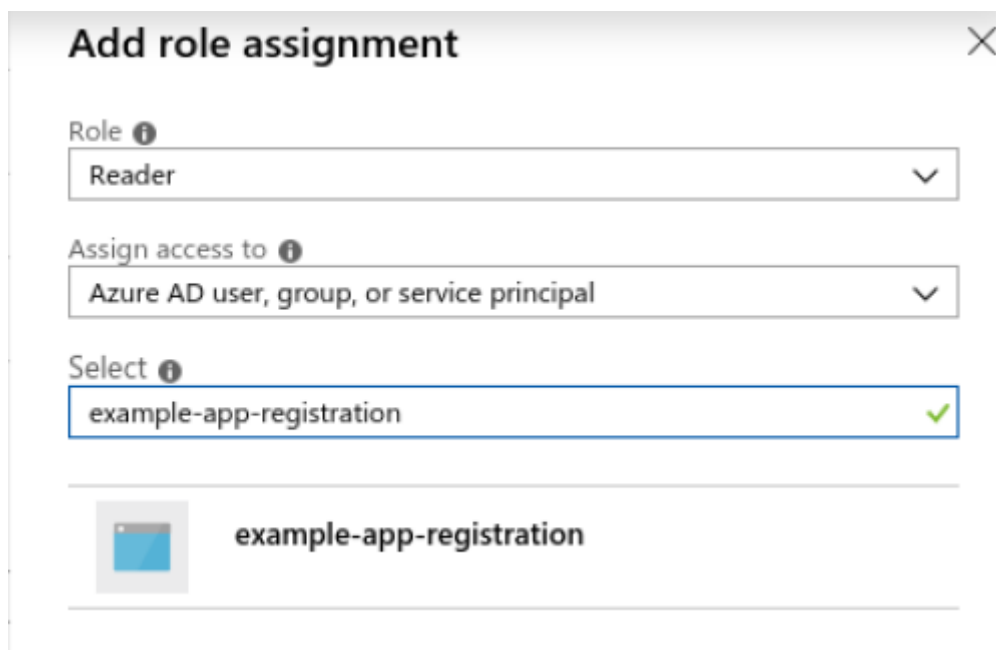 Add role assignment
Role
Reader
Assign access to
Azure AD user, group, or service principal
Select
example-app-registration
example-app-registration